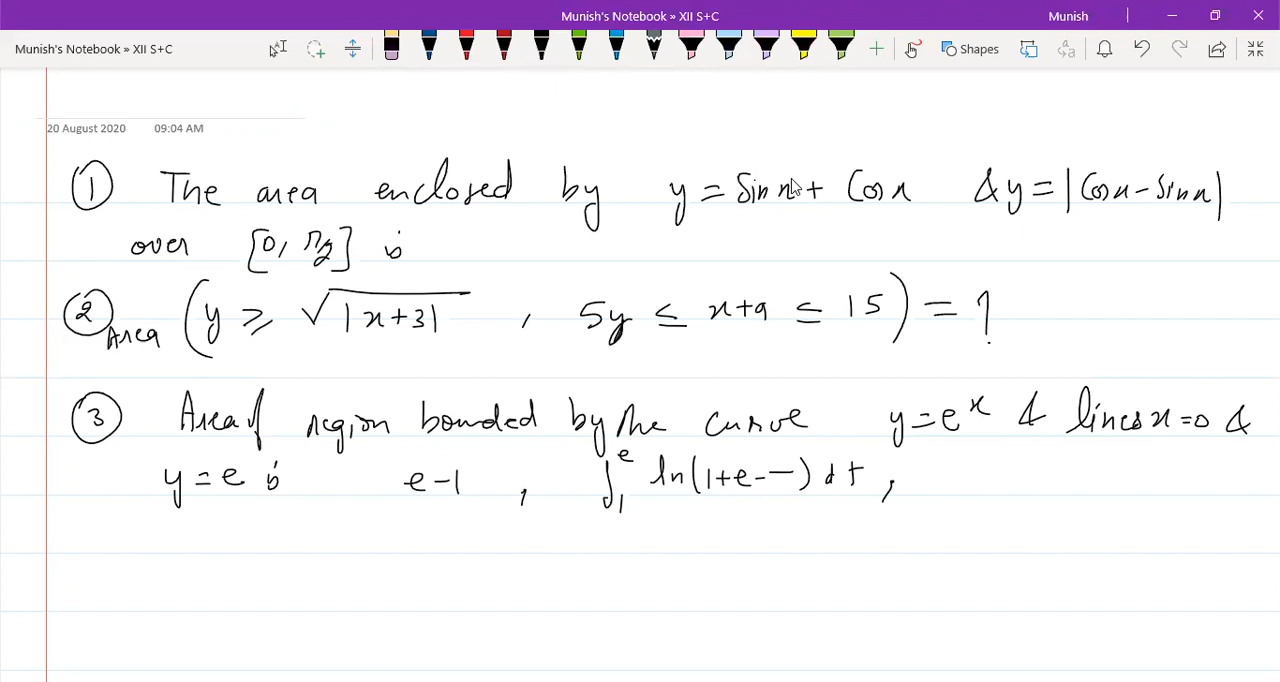 Munish's Notebook » XII S+C
Munish
Munish's Notebook » XII S+C
Shapes
20 August 2020 09:04 AM
① The area enclosed by y = Sin x + Cos x & y = |Cos x - Sin x|
over [0, π/2] is
② Area (y ≥ √|x+3| , 5y ≤ x+9 ≤ 15) = ?
③ Area of region bounded by the curve y = e^x & lines x = 0 &
y = e is e-1 , ∫₁^e ln(1+e-—) dt ,